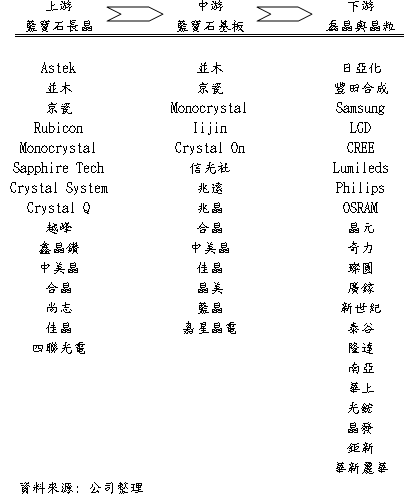 上游 中游 下游
藍寶石長晶 藍寶石基板 磊晶與晶粒
Astek 並木 日亞化
並木 京瓷 豐田合成
京瓷 Monocrystal Samsung
Rubicon Iijin LGD
Monocrystal Crystal On CREE
Sapphire Tech 信光社 Lumileds
Crystal System 兆遠 Philips
Crystal Q 兆晶 OSRAM
越峰 合晶 晶元
鑫晶鑽 中美晶 奇力
中美晶 佳晶 璨圓
合晶 晶美 廣鎵
尚志 藍晶 新世紀
佳晶 嘉星晶電 泰谷
四聯光電 隆達
南亞
華上
光鋐
晶發
鉅新
華新麗華
資料來源: 公司整理